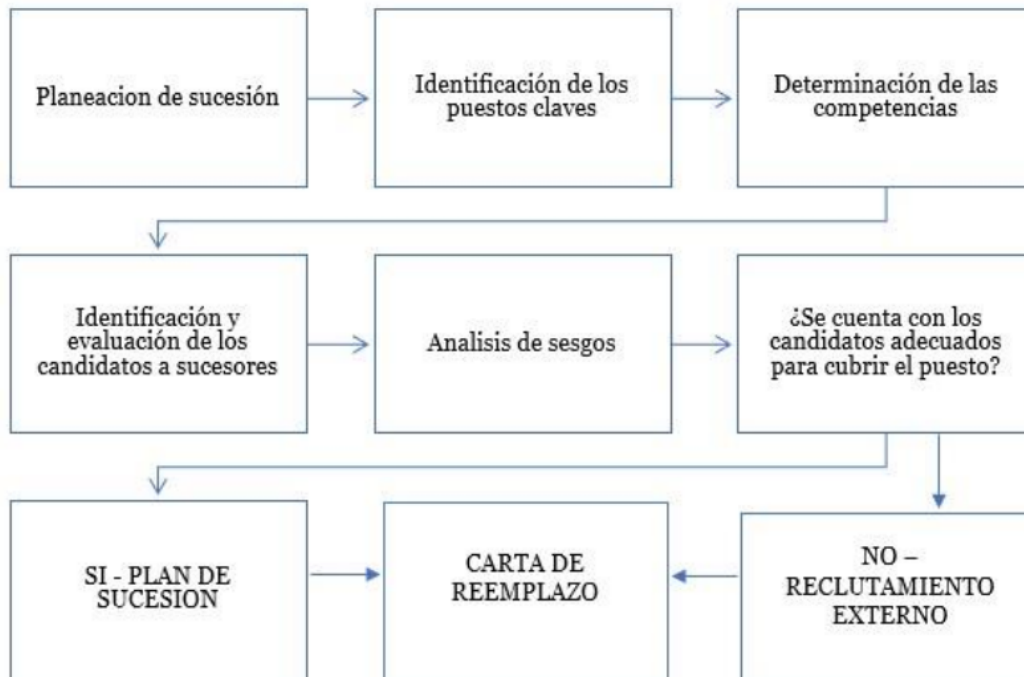 Planeacion de sucesión
Identificación de los
puestos claves
Determinación de las
competencias
Identificación y
evaluación de los
candidatos a sucesores
Analisis de sesgos
¿Se cuenta con los
candidatos adecuados
para cubrir el puesto?
SI - PLAN DE
SUCESION
CARTA DE
REEMPLAZO
NO –
RECLUTAMIENTO
EXTERNO